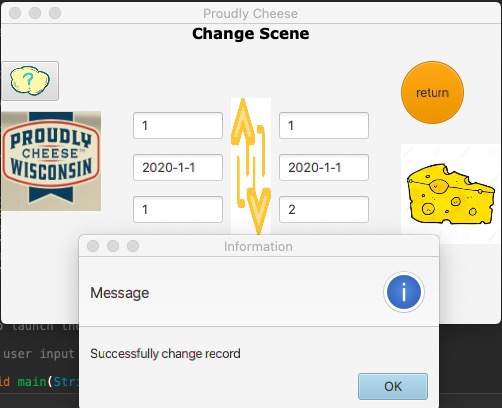 Proudly Cheese
Change Scene
?
return
PROUDLY
CHEESE
WISCONSIN
1
1
2020-1-1
2020-1-1
1
2
Information
Message
i
Successfully change record
OK
launch
user input
id main(Stri